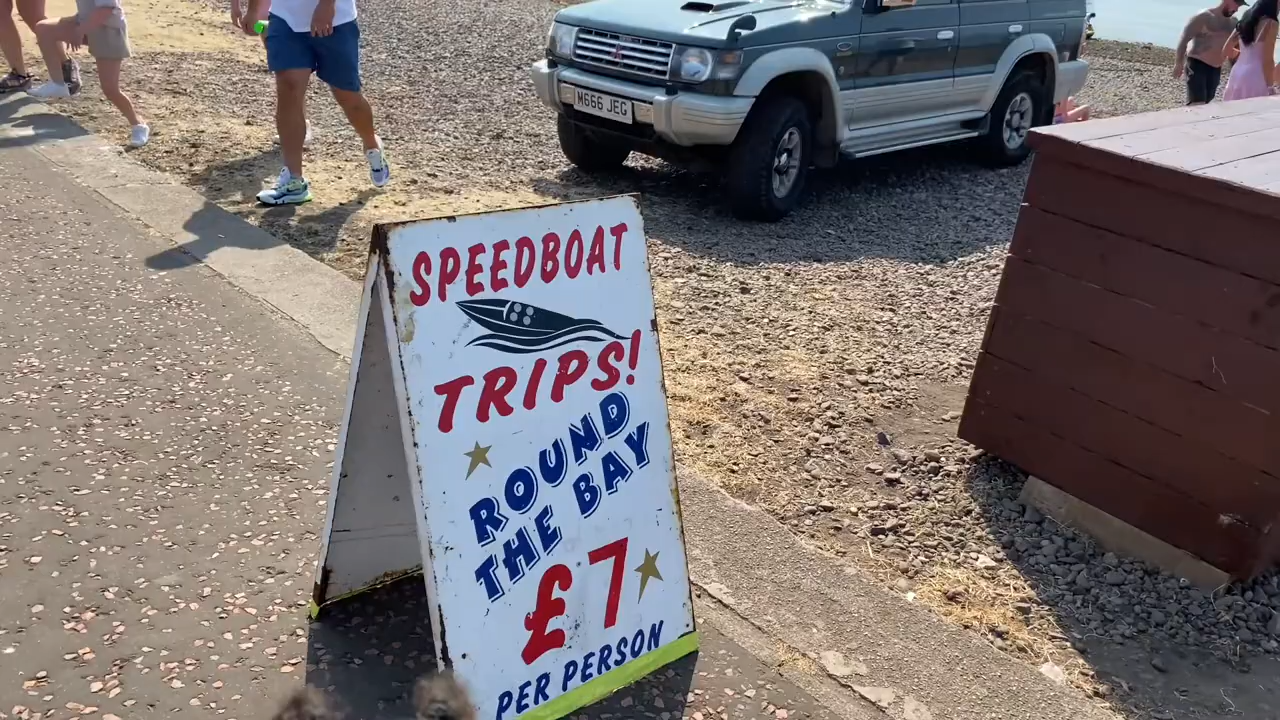 M666 JEG
SPEEDBOAT
TRIPS!
ROUND
THE BAY
£7
PER PERSON